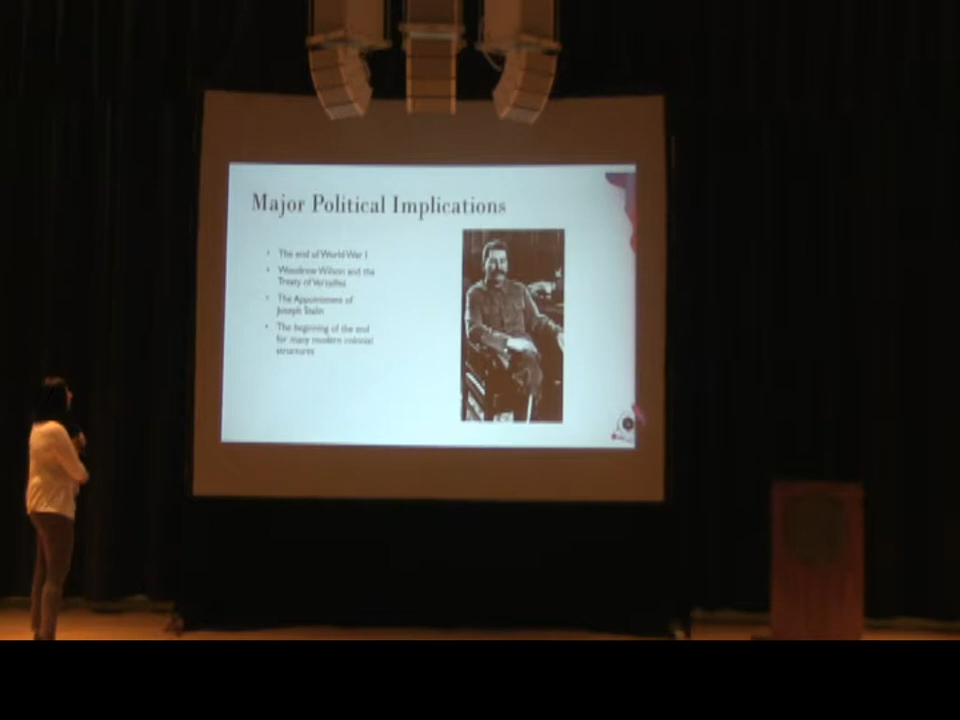 Major Political Implications
• The end of World War I
• Woodrow Wilson and the
Treaty of Versailles
• The Appointment of
Joseph Stalin
• The beginning of the end
for many modern colonial
structures